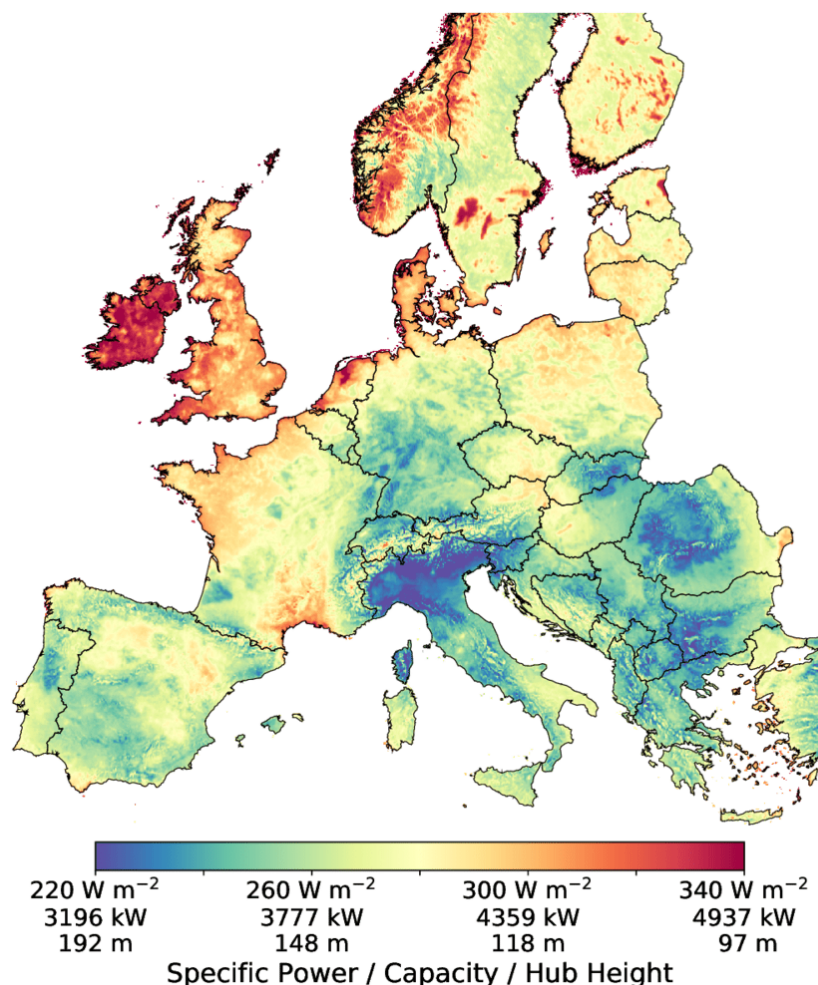 220 W m⁻² 260 W m⁻² 300 W m⁻² 340 W m⁻²
3196 kW 3777 kW 4359 kW 4937 kW
192 m 148 m 118 m 97 m
Specific Power / Capacity / Hub Height